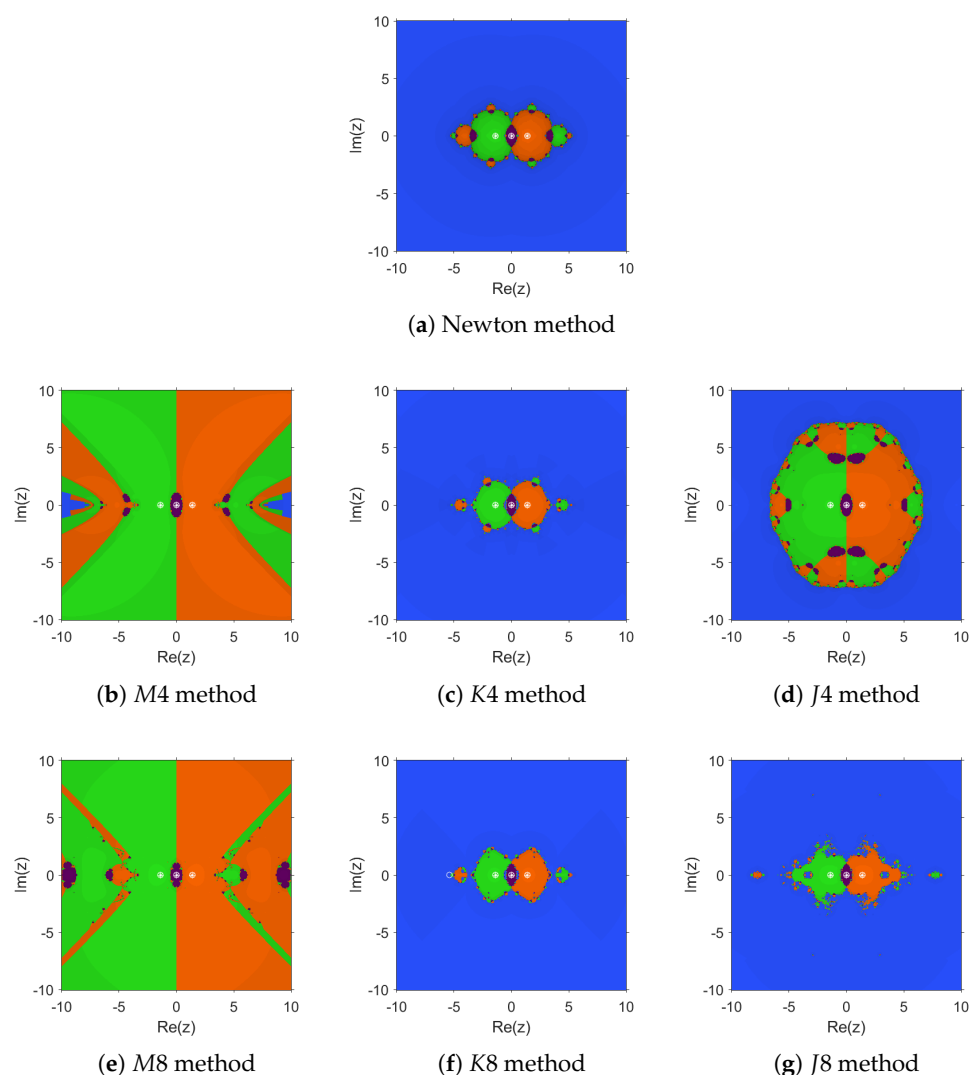 10
5
Im(z)
0
-5
-10
-10 -5 0 5 10
Re(z)
(a) Newton method
10 10 10
5 5 5
Im(z) Im(z) Im(z)
0 0 0
-5 -5 -5
-10 -10 -10
-10 -5 0 5 10 -10 -5 0 5 10 -10 -5 0 5 10
Re(z) Re(z) Re(z)
(b) M4 method (c) K4 method (d) J4 method
10 10 10
5 5 5
Im(z) Im(z) Im(z)
0 0 0
-5 -5 -5
-10 -10 -10
-10 -5 0 5 10 -10 -5 0 5 10 -10 -5 0 5 10
Re(z) Re(z) Re(z)
(e) M8 method (f) K8 method (g) J8 method